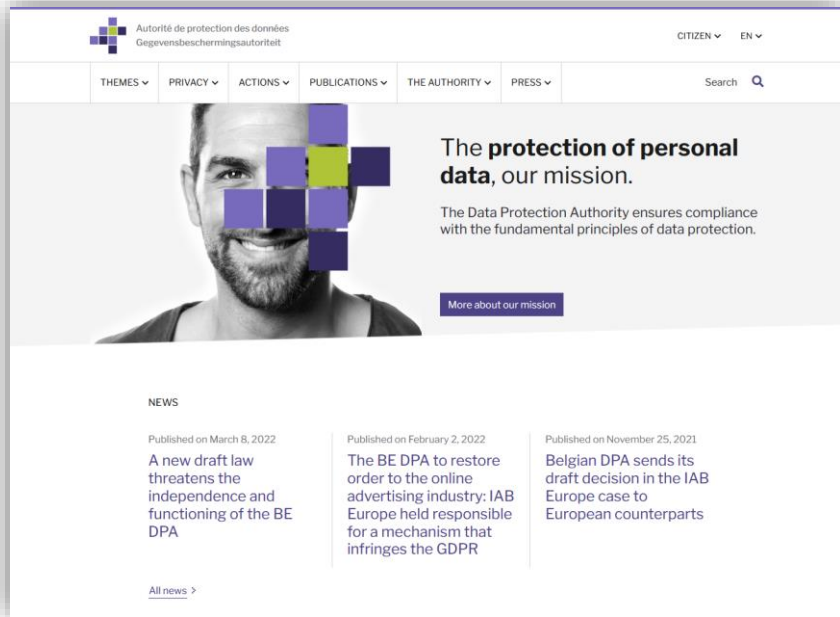 Autorité de protection des données
Gegevensbeschermingsautoriteit
CITIZEN
EN
THEMES
PRIVACY
ACTIONS
PUBLICATIONS
THE AUTHORITY
PRESS
Search
The protection of personal
data, our mission.
The Data Protection Authority ensures compliance
with the fundamental principles of data protection.
More about our mission
NEWS
Published on March 8, 2022
A new draft law
threatens the
independence and
functioning of the BE
DPA
Published on February 2, 2022
The BE DPA to restore
order to the online
advertising industry: IAB
Europe held responsible
for a mechanism that
infringes the GDPR
Published on November 25, 2021
Belgian DPA sends its
draft decision in the IAB
Europe case to
European counterparts
All news >